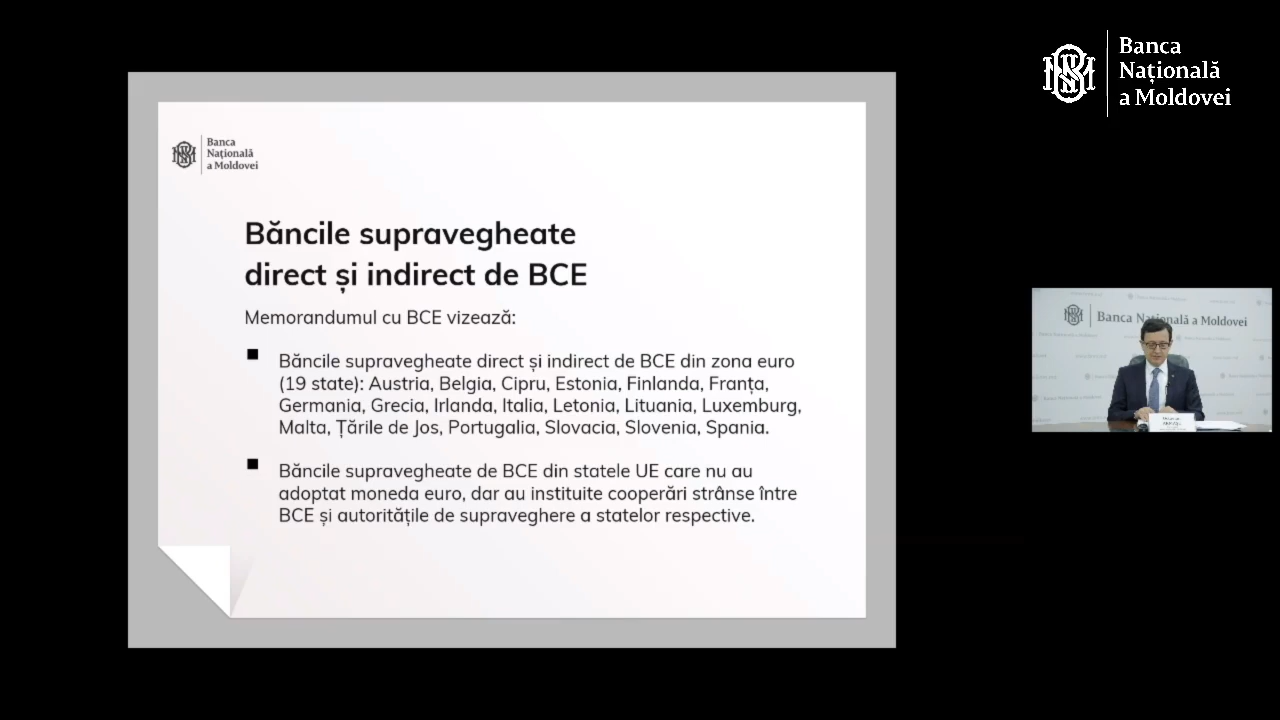 Banca
Națională
a Moldovei
Banca
Națională
a Moldovei
Băncile supravegheate
direct și indirect de BCE
Memorandumul cu BCE vizează:
Băncile supravegheate direct și indirect de BCE din zona euro
(19 state): Austria, Belgia, Cipru, Estonia, Finlanda, Franța,
Germania, Grecia, Irlanda, Italia, Letonia, Lituania, Luxemburg,
Malta, Țările de Jos, Portugalia, Slovacia, Slovenia, Spania.
Băncile supravegheate de BCE din statele UE care nu au
adoptat moneda euro, dar au instituite cooperări strânse între
BCE și autoritățile de supraveghere a statelor respective.
Banca Națională a Moldovei